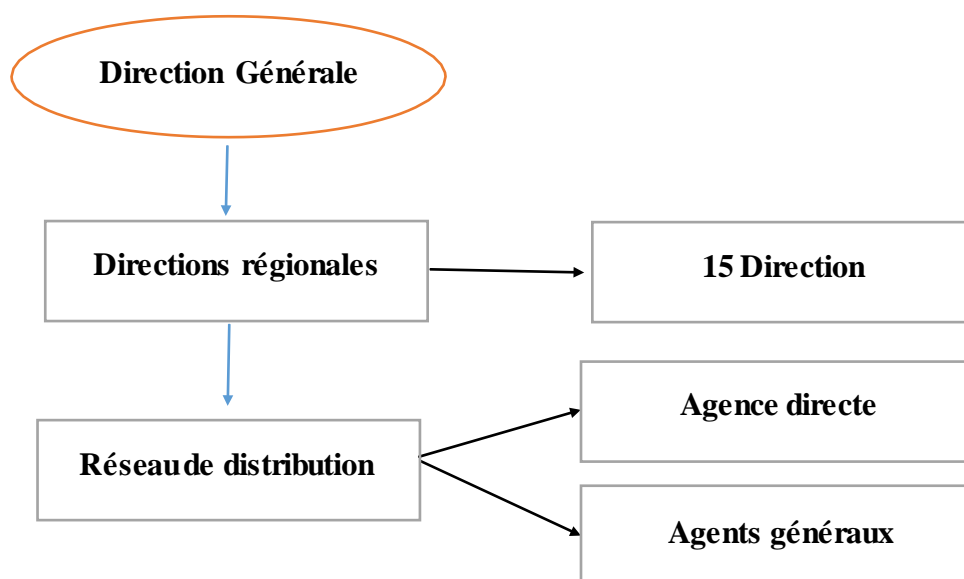 Direction Générale
Directions régionales
15 Direction
Agence directe
Réseau de distribution
Agents généraux